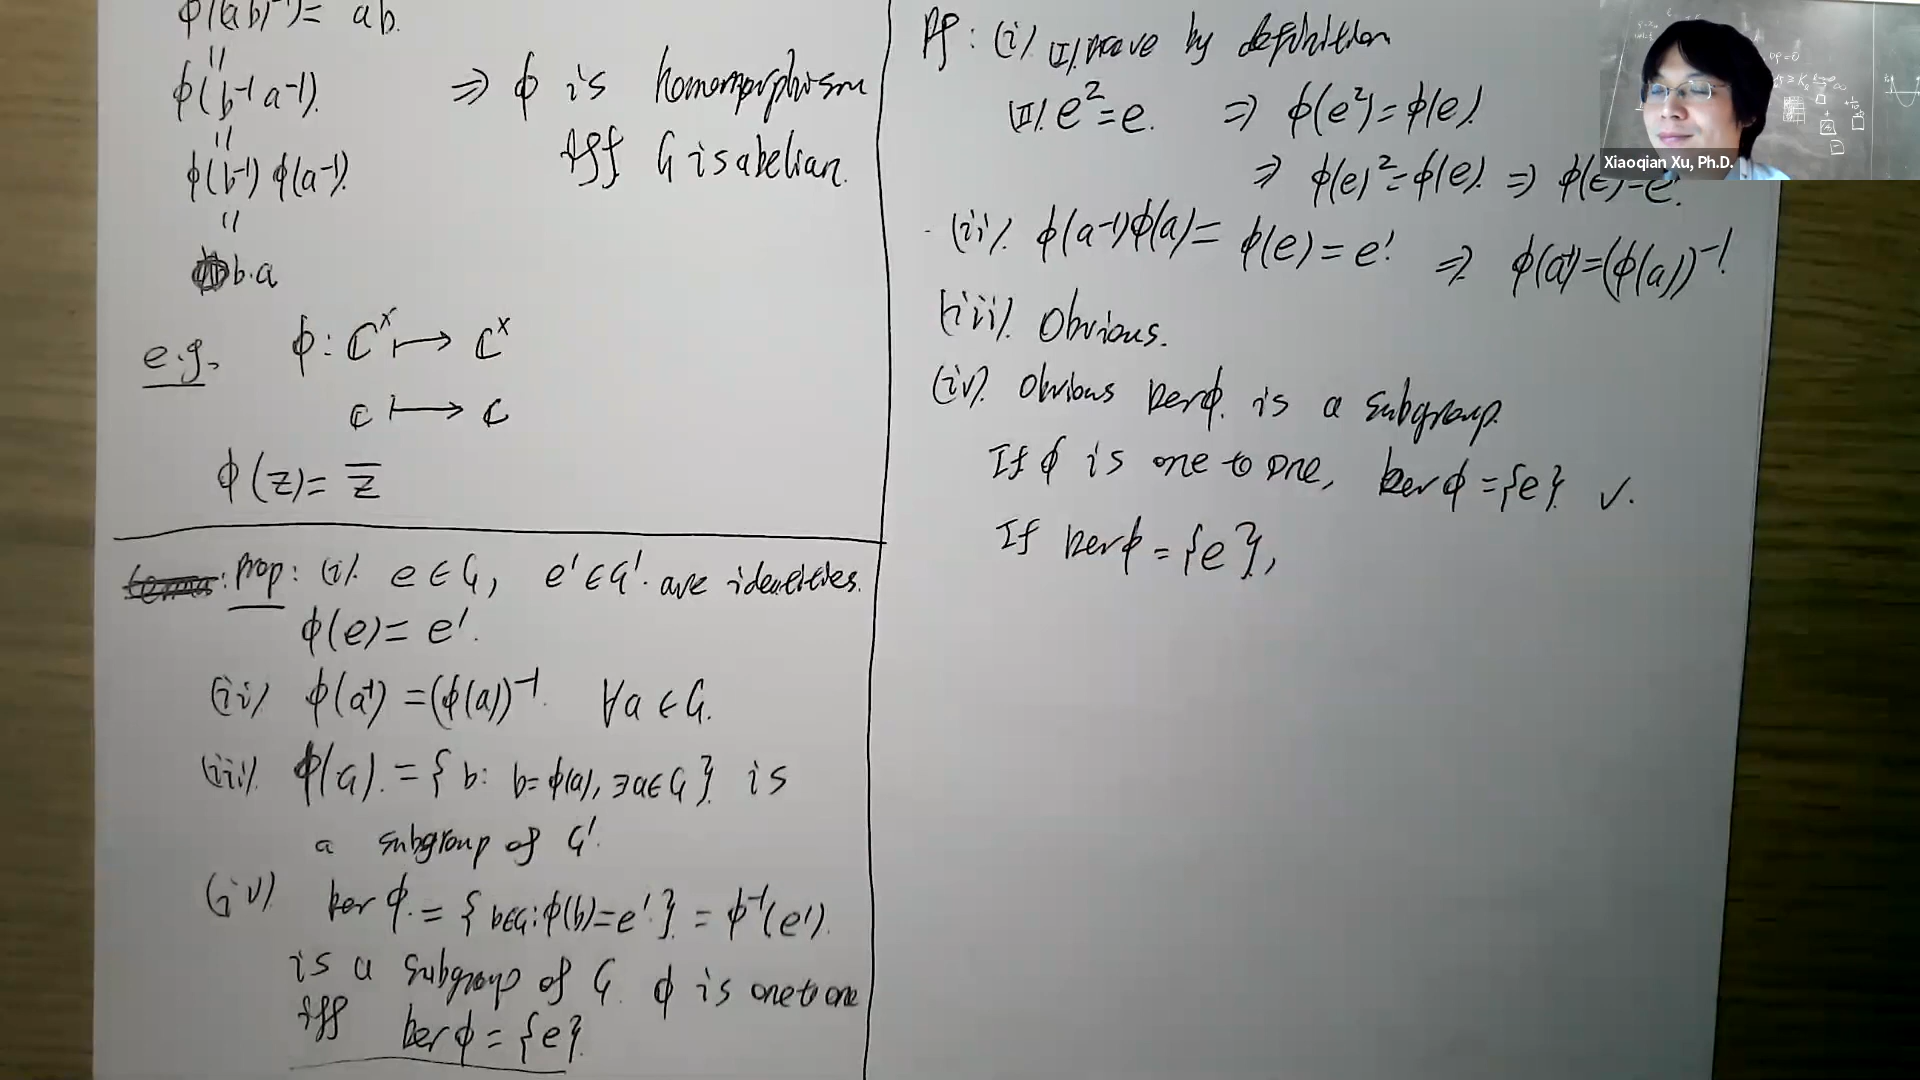 ϕ((ab)⁻¹) = ab.
||
ϕ(b⁻¹a⁻¹).
||
ϕ(b⁻¹) ϕ(a⁻¹).
||
b·a
⇒ ϕ is homomorphism
iff G is abelian.
e.g. ϕ: C^x ↦ C^x
C ↦ C
ϕ(z) = z̅
prop: (i). e ∈ G, e' ∈ G'. are identities.
ϕ(e) = e'.
(ii) ϕ(a⁻¹) = (ϕ(a))⁻¹. ∀a ∈ G.
(iii). ϕ(G). = { b: b = ϕ(a), ∃a∈G }. is
a subgroup of G'.
(iv). ker ϕ. = { b∈G: ϕ(b) = e'. } = ϕ⁻¹(e').
is a subgroup of G. ϕ is one to one
iff ker ϕ = {e}.
Pf: (i). (I). prove by definition
(II). e² = e. ⇒ ϕ(e²) = ϕ(e).
⇒ ϕ(e)² = ϕ(e). ⇒ ϕ(e) = e'.
(ii). ϕ(a⁻¹)ϕ(a) = ϕ(e) = e'. ⇒ ϕ(a⁻¹) = (ϕ(a))⁻¹.
(iii). Obvious.
(iv). Obvious ker ϕ. is a subgroup.
If ϕ is one to one, ker ϕ = {e}. ✓.
If ker ϕ = {e}.,
Xiaoqian Xu, Ph.D.